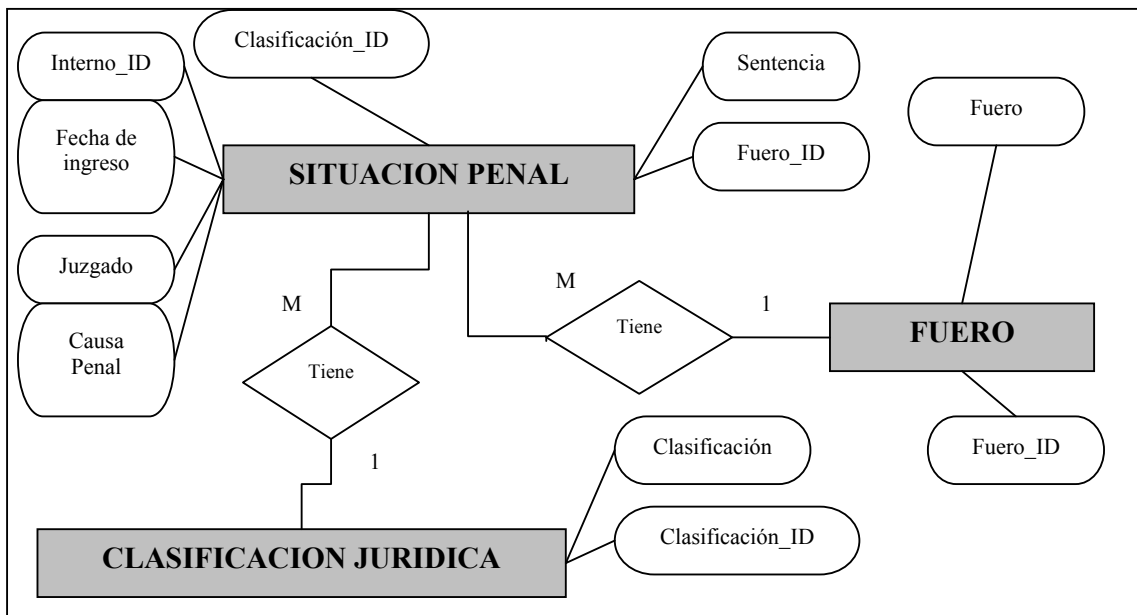 Clasificación_ID
Interno_ID
Sentencia
Fecha de
ingreso
Fuero
Fuero_ID
SITUACION PENAL
Juzgado
M
M
1
Tiene
FUERO
Causa
Penal
Tiene
Clasificación
Fuero_ID
1
Clasificación_ID
CLASIFICACION JURIDICA